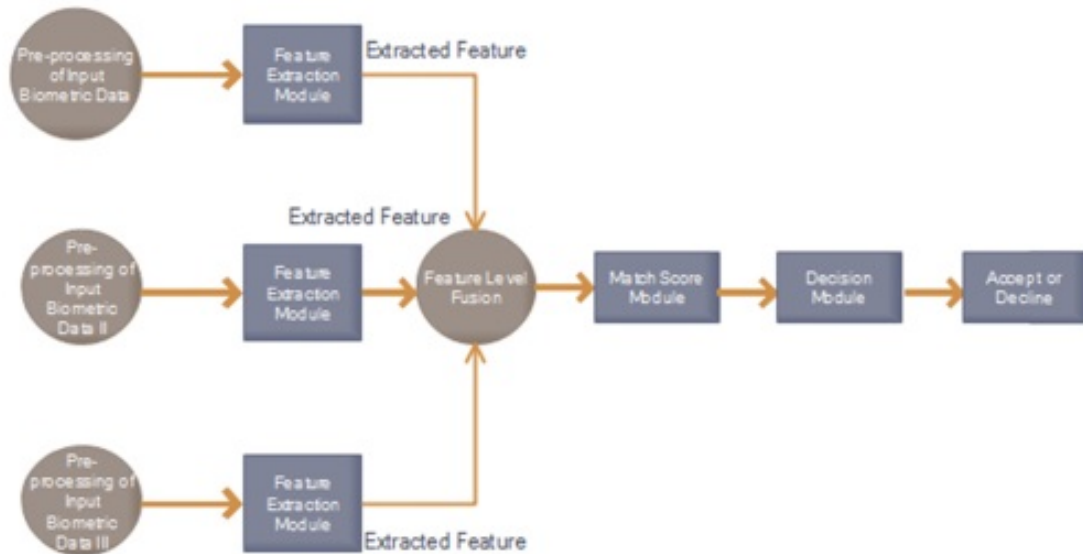 Pre-processing
of Input
Biometric Data
Feature
Extraction
Module
Extracted Feature
Extracted Feature
Pre-
processing of
Input
Biometric
Data II
Feature
Extraction
Module
Feature Level
Fusion
Match Score
Module
Decision
Module
Accept or
Decline
Pre-
processing of
Input
Biometric
Data III
Feature
Extraction
Module
Extracted Feature